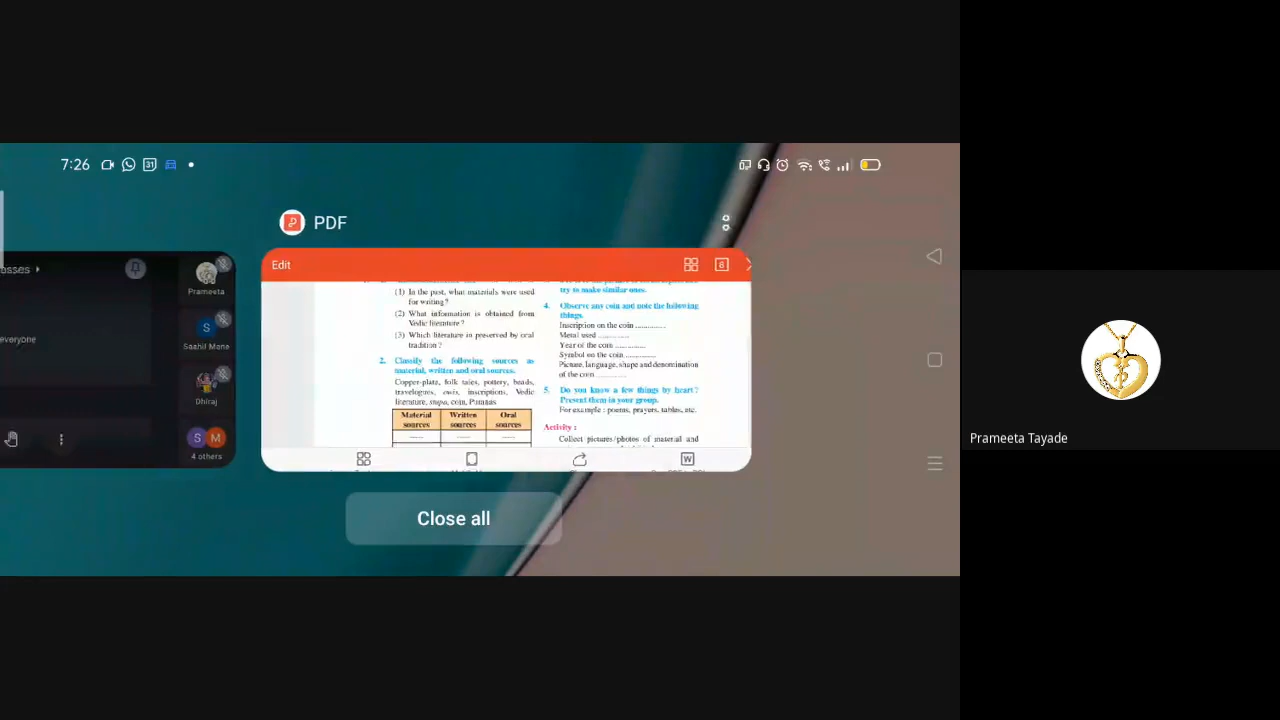 7:26
31
PDF
Edit
8
(1) In the past, what materials were used
for writing ?
(2) What information is obtained from
Vedic literature ?
(3) Which literature is preserved by oral
tradition ?
2. Classify the following sources as
material, written and oral sources.
Copper-plate, folk tales, pottery, beads,
travelogues, ovis, inscriptions, Vedic
literature, stupa, coin, Puranas
Material
sources
Written
sources
Oral
sources
try to make similar ones.
4. Observe any coin and note the following
things.
Inscription on the coin ..............
Metal used ...............
Year of the coin ..............
Symbol on the coin ..............
Picture, language, shape and denomination
of the coin ..............
5. Do you know a few things by heart ?
Present them in your group.
For example : poems, prayers, tables, etc.
Activity :
Collect pictures/photos of material and
Prameeta
S
everyone
Dhiraj
S M
4 others
W
Close all
Prameeta Tayade